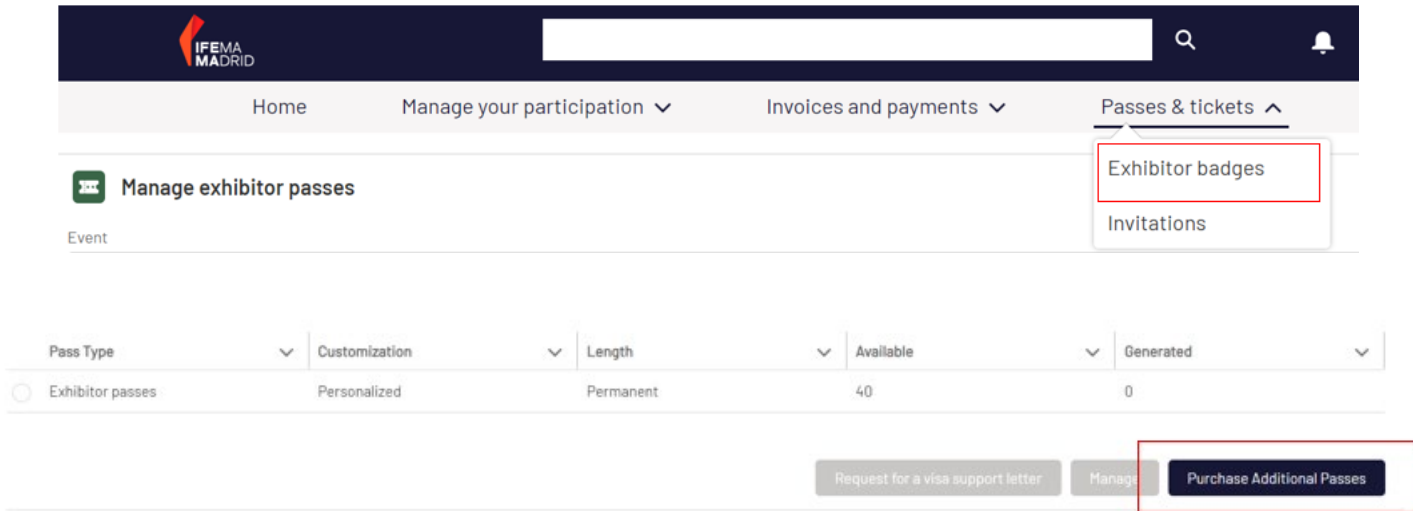 IFEMA
MADRID
Home Manage your participation Invoices and payments Passes & tickets
Exhibitor badges
Invitations
Manage exhibitor passes
Event
Pass Type Customization Length Available Generated
Exhibitor passes Personalized Permanent 40 0
Request for a visa support letter Manage Purchase Additional Passes